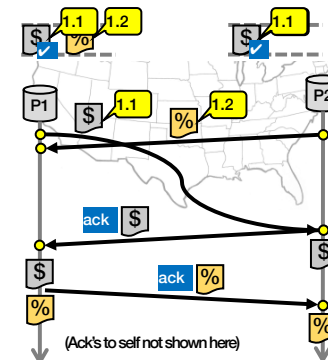 1.1
1.2
1.1
$
%
$
P1
P2
$
1.1
%
1.2
ack $
$
$
ack %
%
%
(Ack's to self not shown here)